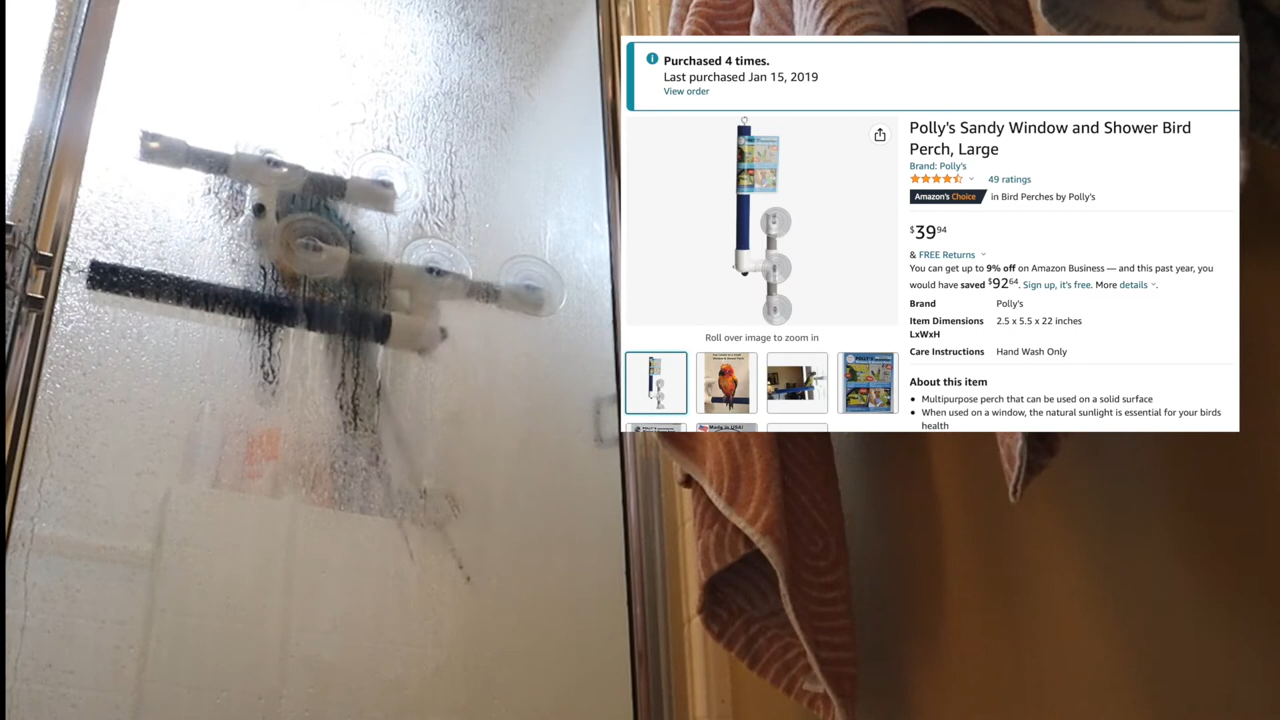 Purchased 4 times.
Last purchased Jan 15, 2019
View order
Polly's Sandy Window and Shower Bird
Perch, Large
Brand: Polly's
49 ratings
Amazon's Choice in Bird Perches by Polly's
$39 94
& FREE Returns
You can get up to 9% off on Amazon Business — and this past year, you
would have saved $92 64. Sign up, it's free. More details.
Brand Polly's
Item Dimensions 2.5 x 5.5 x 22 inches
LxWxH
Care Instructions Hand Wash Only
Roll over image to zoom in
About this item
Multipurpose perch that can be used on a solid surface
When used on a window, the natural sunlight is essential for your birds
health
Made in USA!